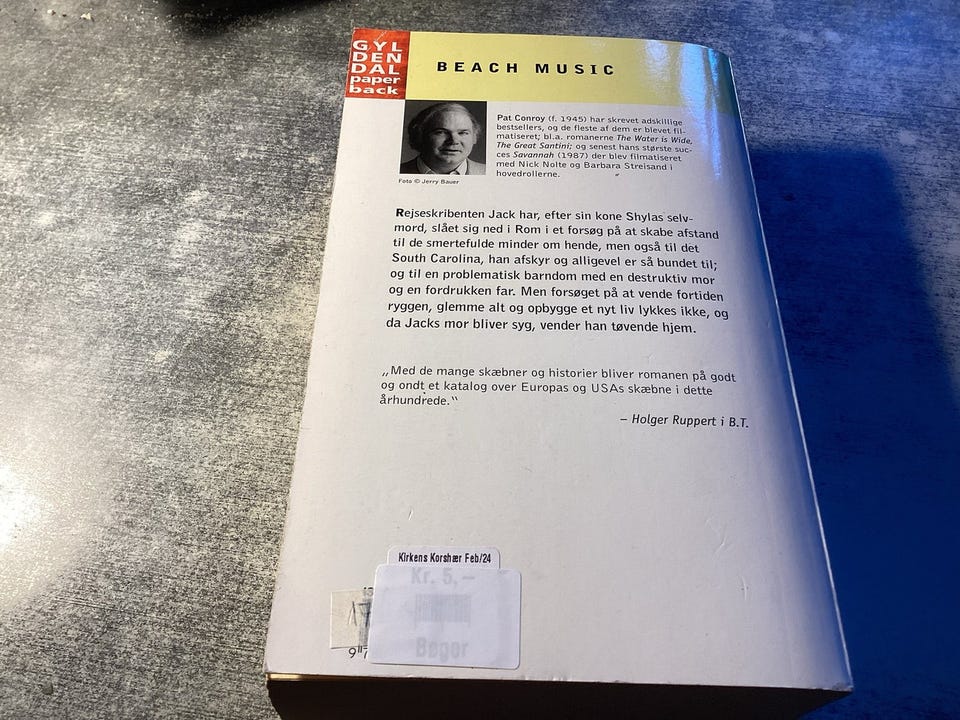 GYL
DEN
DAL
paper
back
BEACH MUSIC
Pat Conroy (f. 1945) har skrevet adskillige
bestsellers, og de fleste af dem er blevet fil-
matiseret; bl.a. romanerne The Water is Wide,
The Great Santini; og senest hans største suc-
ces Savannah (1987) der blev filmatiseret
med Nick Nolte og Barbara Streisand i
hovedrollerne.
Foto © Jerry Bauer
Rejseskribenten Jack har, efter sin kone Shylas selv-
mord, slået sig ned i Rom i et forsøg på at skabe afstand
til de smertefulde minder om hende, men også til det
South Carolina, han afskyr og alligevel er så bundet til;
og til en problematisk barndom med en destruktiv mor
og en fordrukken far. Men forsøget på at vende fortiden
ryggen, glemme alt og opbygge et nyt liv lykkes ikke, og
da Jacks mor bliver syg, vender han tøvende hjem.
„Med de mange skæbner og historier bliver romanen på godt
og ondt et katalog over Europas og USAs skæbne i dette
århundrede.“
– Holger Ruppert i B.T.
Kirkens Korshær Feb/24
Kr. 5,–
Bøger